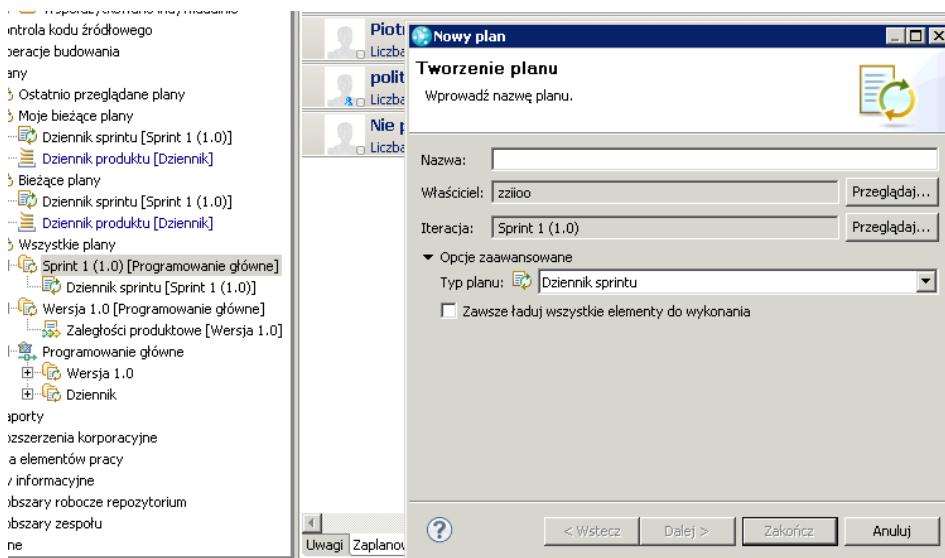 kontrola kodu źródłowego
operacje budowania
any
Ostatnio przeglądane plany
Moje bieżące plany
Dziennik sprintu [Sprint 1 (1.0)]
Dziennik produktu [Dziennik]
Bieżące plany
Dziennik sprintu [Sprint 1 (1.0)]
Dziennik produktu [Dziennik]
Wszystkie plany
Sprint 1 (1.0) [Programowanie główne]
Dziennik sprintu [Sprint 1 (1.0)]
Wersja 1.0 [Programowanie główne]
Zaległości produktowe [Wersja 1.0]
Programowanie główne
Wersja 1.0
Dziennik
aporty
ozszerzenia korporacyjne
a elementów pracy
y informacyjne
obszary robocze repozytorium
obszary zespołu
ne
Piot
Liczba
polit
Liczba
Nie p
Liczba
Uwagi Zaplanow
Nowy plan
Tworzenie planu
Wprowadź nazwę planu.
Nazwa:
Właściciel: zziioo Przeglądaj...
Iteracja: Sprint 1 (1.0) Przeglądaj...
Opcje zaawansowane
Typ planu: Dziennik sprintu
Zawsze ładuj wszystkie elementy do wykonania
? < Wstecz Dalej > Zakończ Anuluj